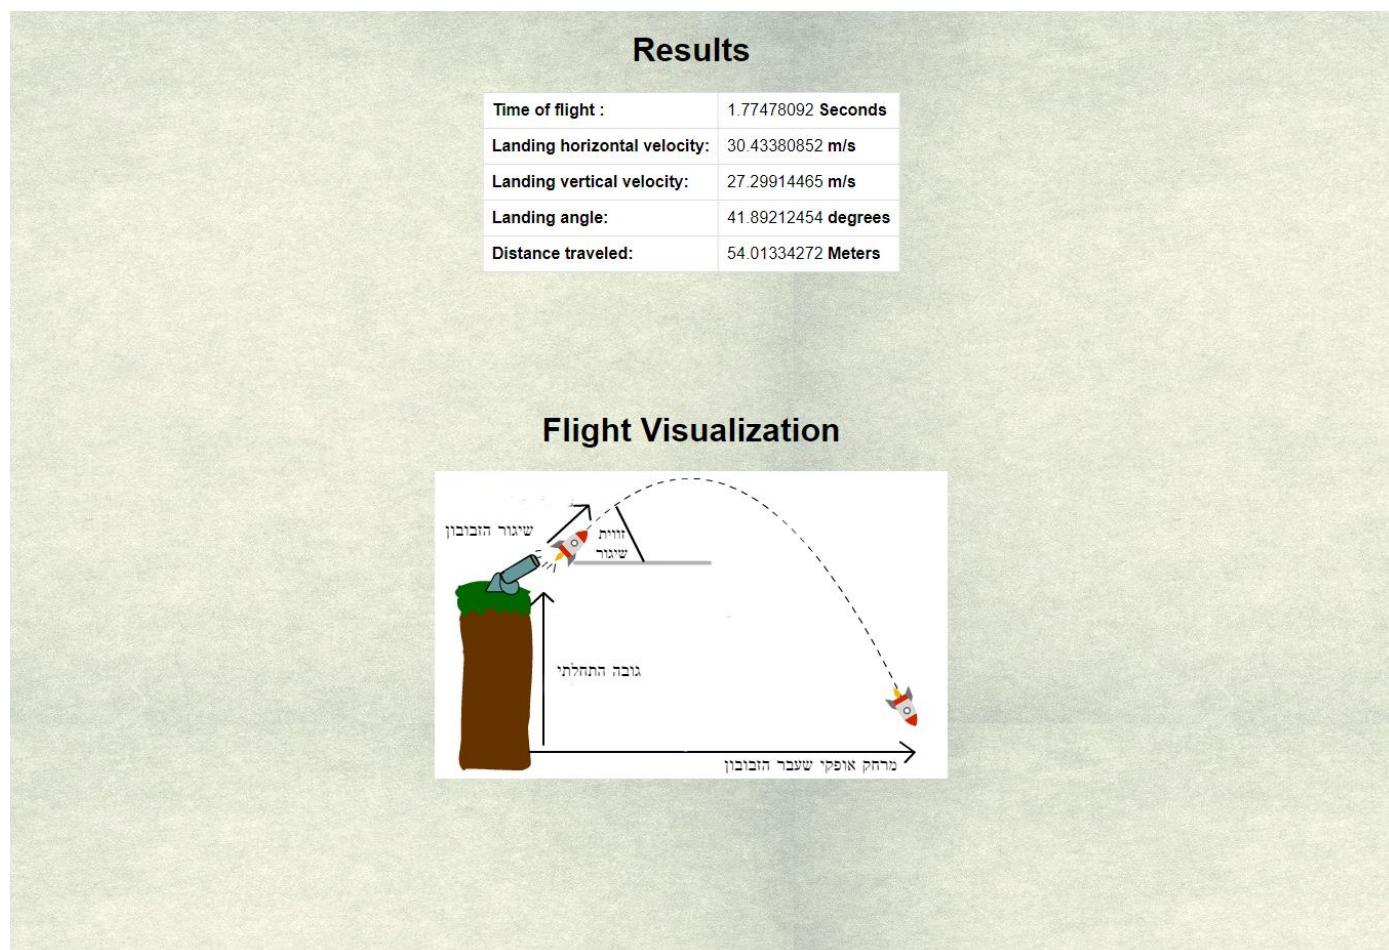 Results
Time of flight : 1.77478092 Seconds
Landing horizontal velocity: 30.43380852 m/s
Landing vertical velocity: 27.29914465 m/s
Landing angle: 41.89212454 degrees
Distance traveled: 54.01334272 Meters
Flight Visualization
שיגור הזבובון
זווית
שיגור
גובה התחלתי
מרחק אופקי שעבר הזבובון